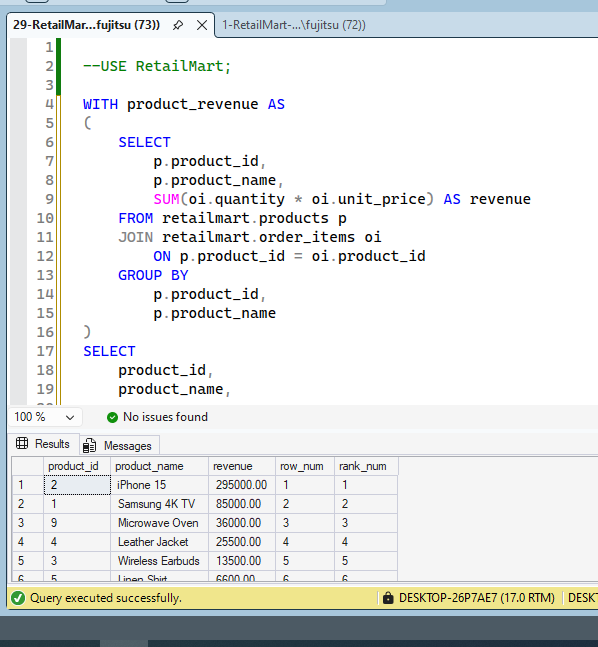 29-RetailMar...fujitsu (73)) 1-RetailMart-...\fujitsu (72))
1
2 --USE RetailMart;
3
4 WITH product_revenue AS
5 (
6 SELECT
7 p.product_id,
8 p.product_name,
9 SUM(oi.quantity * oi.unit_price) AS revenue
10 FROM retailmart.products p
11 JOIN retailmart.order_items oi
12 ON p.product_id = oi.product_id
13 GROUP BY
14 p.product_id,
15 p.product_name
16 )
17 SELECT
18 product_id,
19 product_name,
100 % No issues found
Results Messages
product_id product_name revenue row_num rank_num
1 2 iPhone 15 295000.00 1 1
2 1 Samsung 4K TV 85000.00 2 2
3 9 Microwave Oven 36000.00 3 3
4 4 Leather Jacket 25500.00 4 4
5 3 Wireless Earbuds 13500.00 5 5
6 5 Linen Shirt 6600.00 6 6
Query executed successfully. DESKTOP-26P7AE7 (17.0 RTM) DESKT